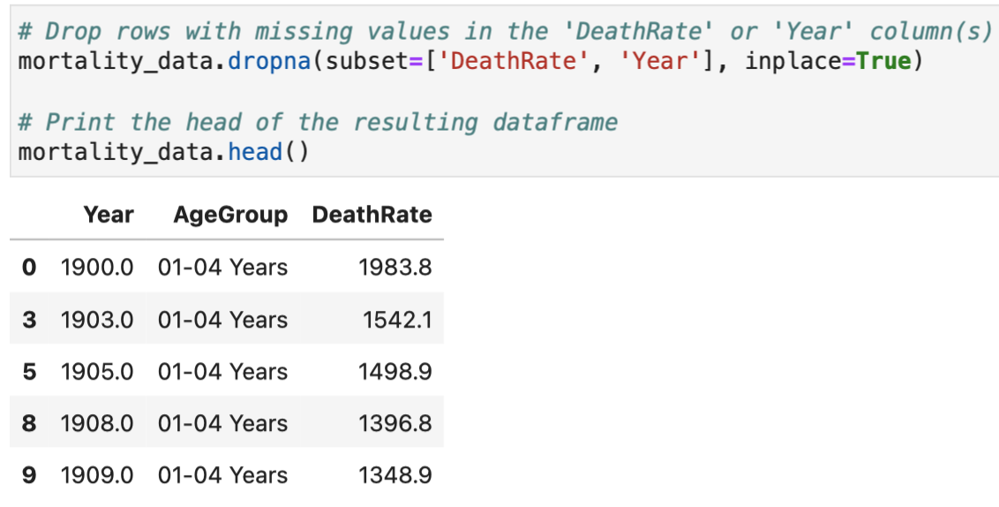 # Drop rows with missing values in the 'DeathRate' or 'Year' column(s)
mortality_data.dropna(subset=['DeathRate', 'Year'], inplace=True)
# Print the head of the resulting dataframe
mortality_data.head()
Year AgeGroup DeathRate
0 1900.0 01-04 Years 1983.8
3 1903.0 01-04 Years 1542.1
5 1905.0 01-04 Years 1498.9
8 1908.0 01-04 Years 1396.8
9 1909.0 01-04 Years 1348.9